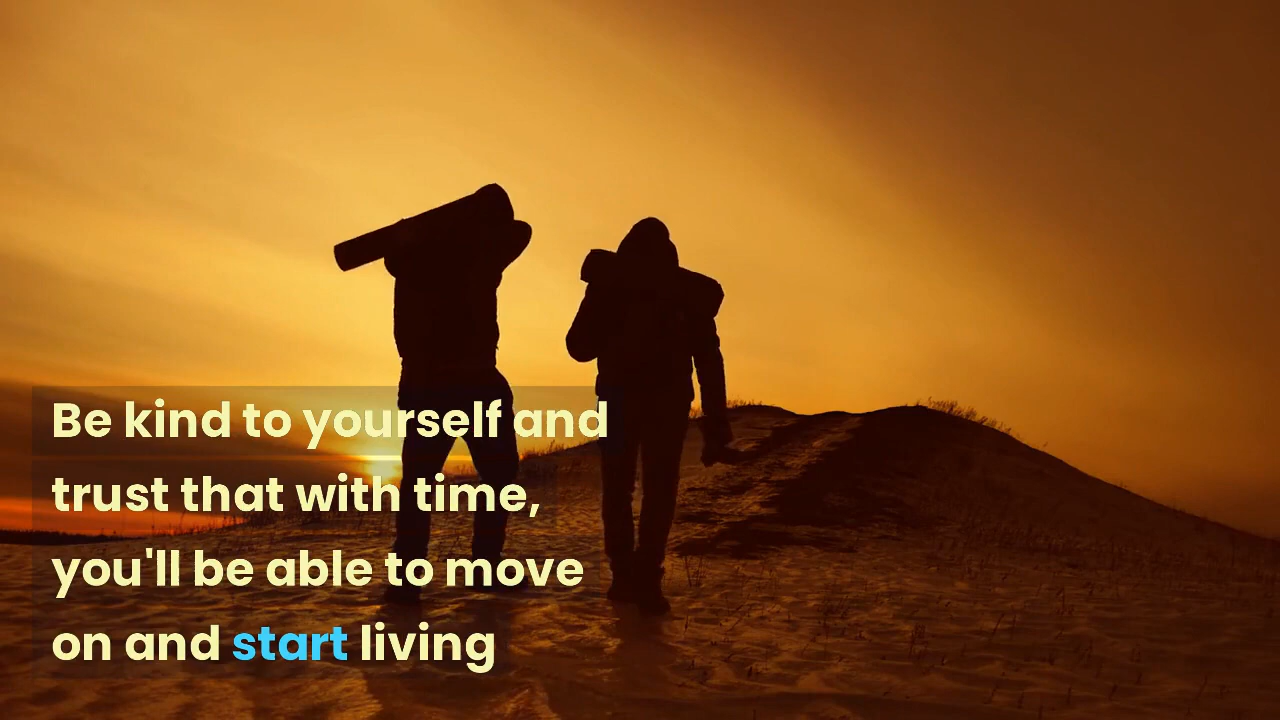 Be kind to yourself and
trust that with time,
you'll be able to move
on and start living